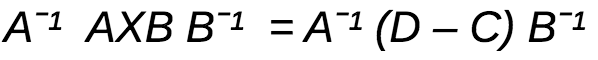 A⁻¹ AXB B⁻¹ = A⁻¹ (D – C) B⁻¹